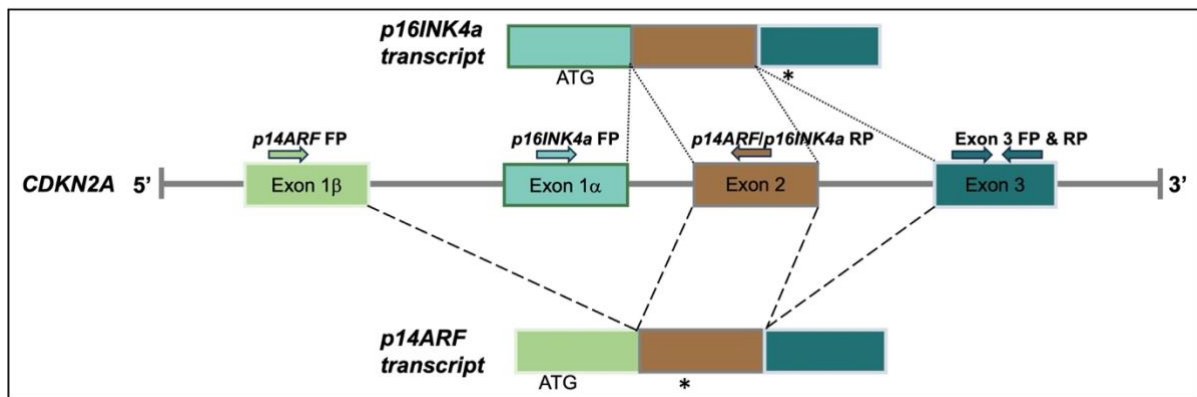 p16INK4a
transcript
ATG
*
p14ARF FP
p16INK4a FP
p14ARF/p16INK4a RP
Exon 3 FP & RP
CDKN2A 5’
Exon 1β
Exon 1α
Exon 2
Exon 3
3’
p14ARF
transcript
ATG
*